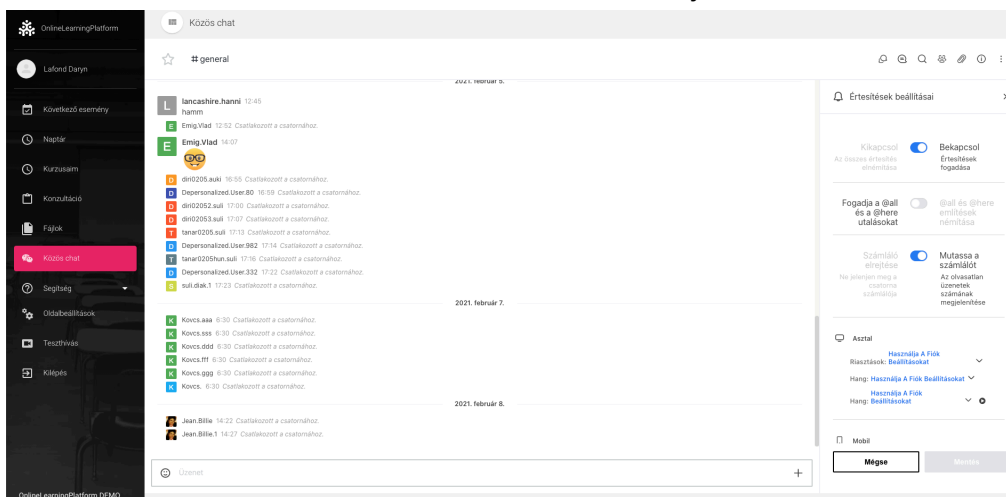 OnlineLearningPlatform
Lafond Daryn
Következő esemény
Naptár
Kurzusaim
Konzultáció
Fájlok
Közös chat
Segítség
Oldalbeállítások
Teszthívás
Kilépés
OnlineLearningPlatform DEMO
Közös chat
# general
2021. február 5.
L lancashire.hanni 12:45
hamm
E Emig.Vlad 12:52 Csatlakozott a csatornához.
E Emig.Vlad 14:07
D diri0205.auki 16:55 Csatlakozott a csatornához.
D Depersonalized.User.80 16:59 Csatlakozott a csatornához.
D diri02052.suli 17:00 Csatlakozott a csatornához.
D diri02053.suli 17:07 Csatlakozott a csatornához.
T tanar0205.suli 17:13 Csatlakozott a csatornához.
D Depersonalized.User.982 17:14 Csatlakozott a csatornához.
T tanar0205hun.suli 17:16 Csatlakozott a csatornához.
D Depersonalized.User.332 17:22 Csatlakozott a csatornához.
S suli.diak.1 17:23 Csatlakozott a csatornához.
2021. február 7.
K Kovcs.aaa 6:30 Csatlakozott a csatornához.
K Kovcs.sss 6:30 Csatlakozott a csatornához.
K Kovcs.ddd 6:30 Csatlakozott a csatornához.
K Kovcs.fff 6:30 Csatlakozott a csatornához.
K Kovcs.ggg 6:30 Csatlakozott a csatornához.
K Kovcs. 6:30 Csatlakozott a csatornához.
2021. február 8.
Jean.Billie 14:22 Csatlakozott a csatornához.
Jean.Billie.1 14:27 Csatlakozott a csatornához.
Üzenet
Értesítések beállításai
Kikapcsol
Az összes értesítés
elnémítása
Bekapcsol
Értesítések
fogadása
Fogadja a @all
és a @here
utalásokat
@all és @here
említések
némítása
Számláló
elrejtése
Ne jelenjen meg a
csatorna
számlálója
Mutassa a
számlálót
Az olvasatlan
üzenetek
számának
megjelenítése
Asztal
Riasztások: Használja A Fiók
Beállításokat
Hang: Használja A Fiók Beállításokat
Hang: Használja A Fiók
Beállításokat
Mobil
Mégse
Mentés